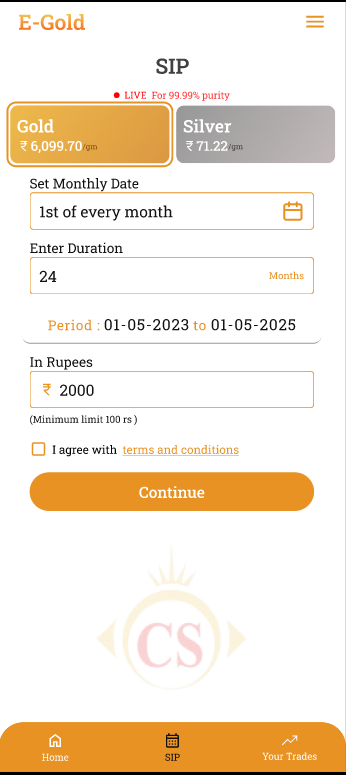 E-Gold
SIP
LIVE For 99.99% purity
Gold
₹ 6,099.70/gm
Silver
₹ 71.22/gm
Set Monthly Date
1st of every month
Enter Duration
24 Months
Period : 01-05-2023 to 01-05-2025
In Rupees
₹ 2000
(Minimum limit 100 rs )
I agree with terms and conditions
Continue
CS
Home
SIP
Your Trades